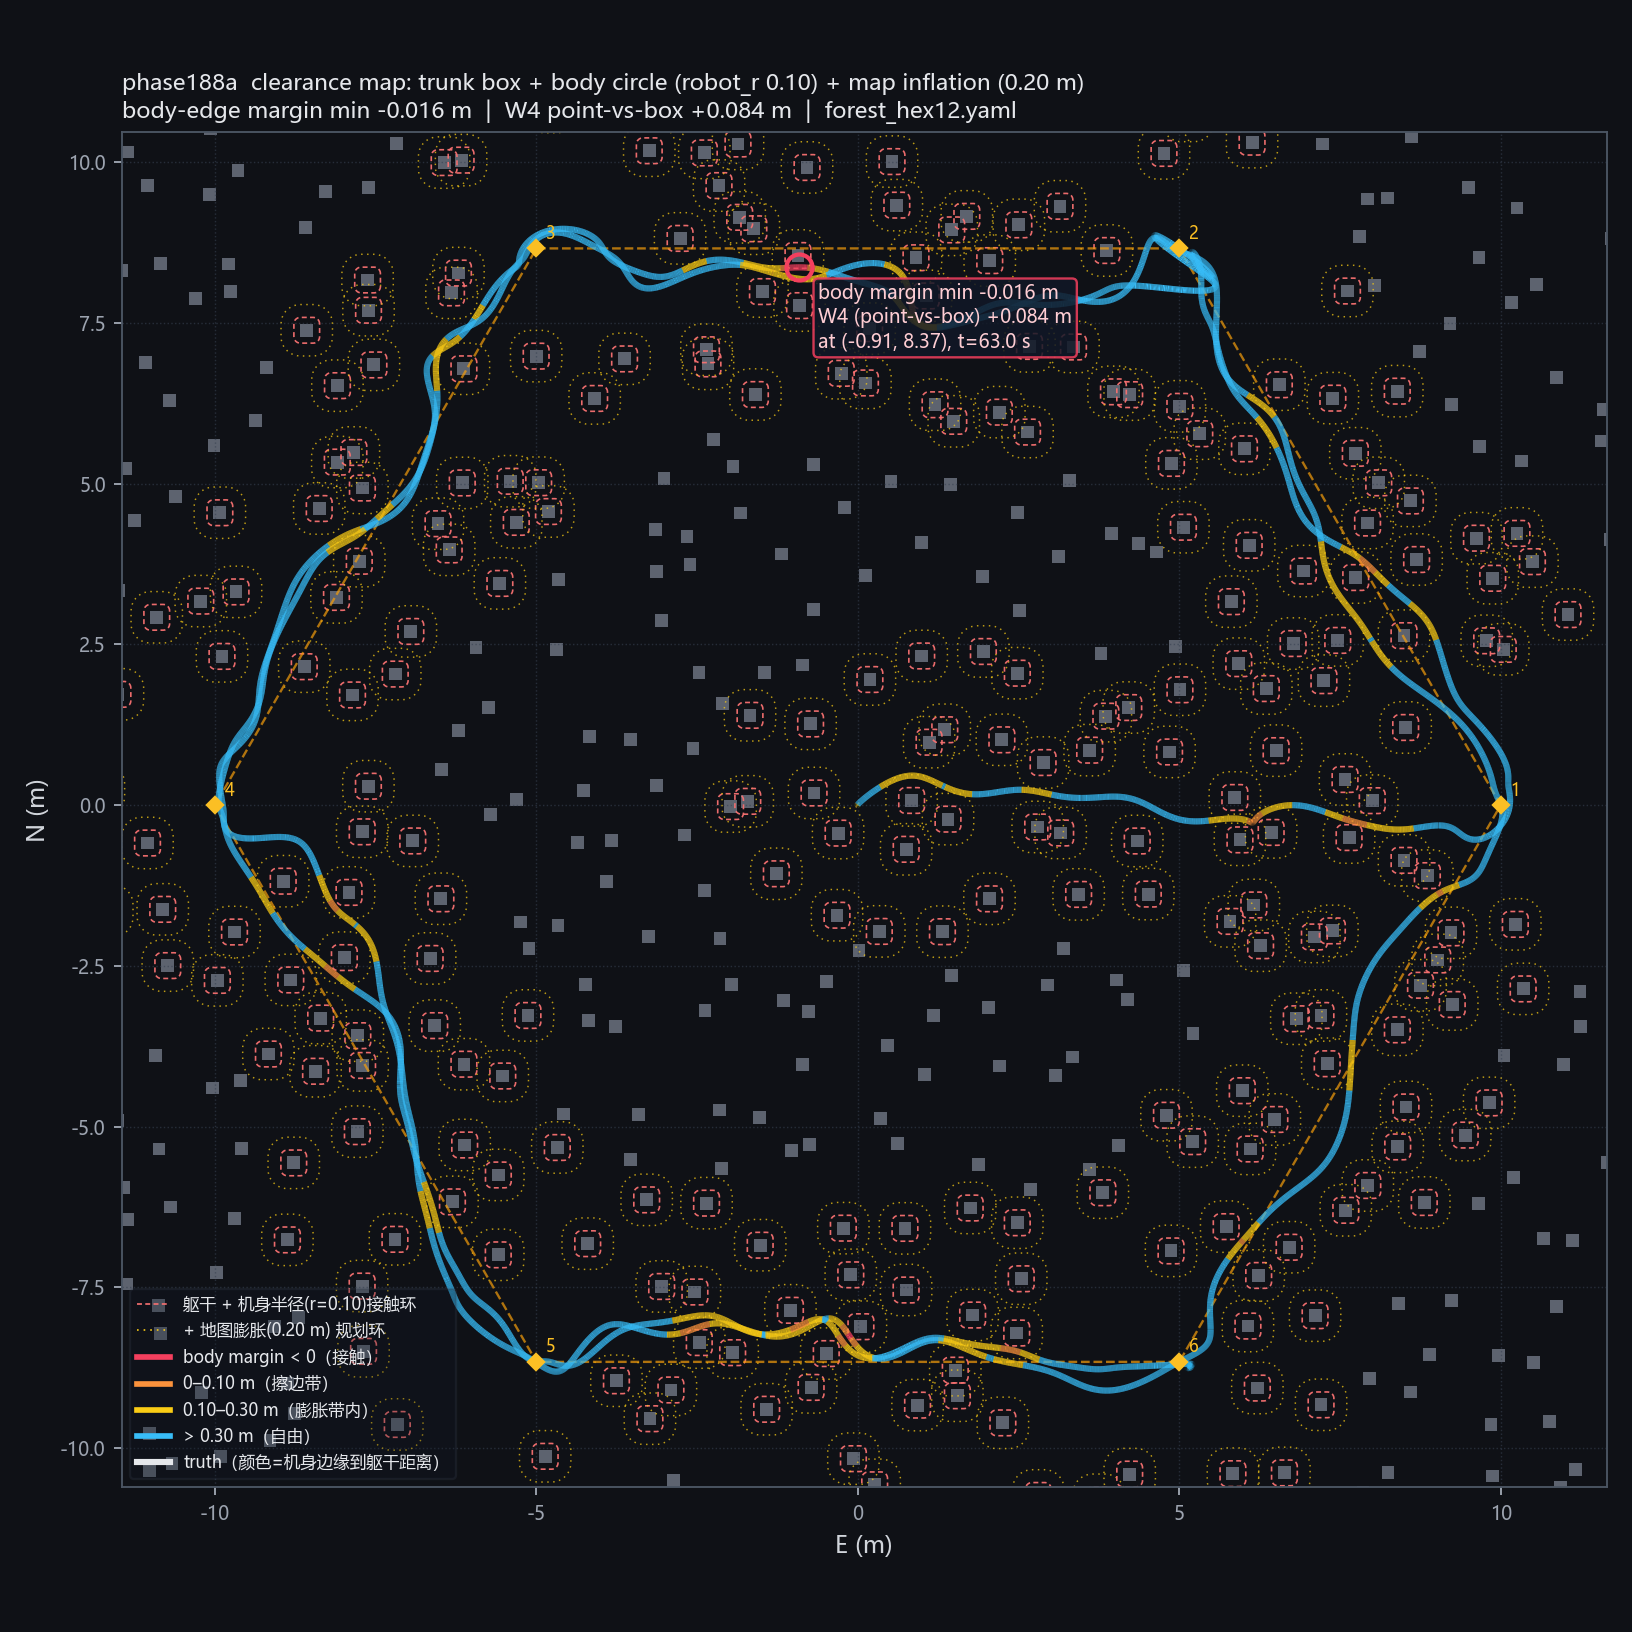 phase188a  clearance map: trunk box + body circle (robot_r 0.10) + map inflation (0.20 m)
body-edge margin min -0.016 m  |  W4 point-vs-box +0.084 m  |  forest_hex12.yaml
10.0
7.5
5.0
2.5
0.0
-2.5
-5.0
-7.5
-10.0
N (m)
3
2
body margin min -0.016 m
W4 (point-vs-box) +0.084 m
at (-0.91, 8.37), t=63.0 s
4
1
5
6
躯干 + 机身半径(r=0.10)接触环
+ 地图膨胀(0.20 m) 规划环
body margin < 0（接触）
0–0.10 m（擦边带）
0.10–0.30 m（膨胀带内）
> 0.30 m（自由）
truth（颜色=机身边缘到躯干距离）
-10
-5
0
5
10
E (m)